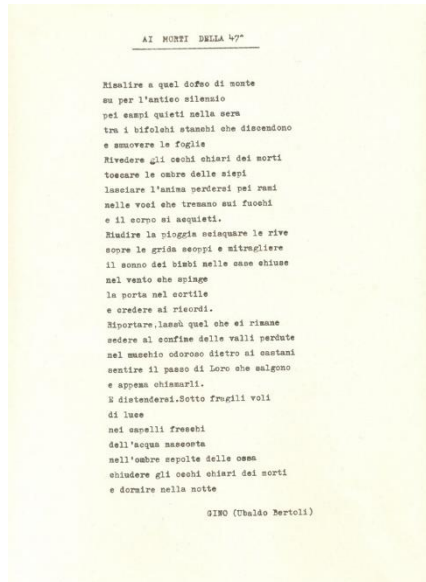 AI MORTI DELLA 47^
Risalire a quel dorso di monte
su per l'antico silenzio
pei campi quieti nella sera
tra i bifolchi stanchi che discendono
e smuovere le foglie
Rivedere gli occhi chiari dei morti
toccare le ombre delle siepi
lasciare l'anima perdersi pei rami
nelle voci che tremano sui fuochi
e il corpo si acquieti.
Riudire la pioggia sciaquare le rive
sopre le grida scoppi e mitragliere
il sonno dei bimbi nelle case chiuse
nel vento che spinge
la porta nel cortile
e credere ai ricordi.
Riportare,lassù quel che ci rimane
sedere al confine delle valli perdute
nel muschio odoroso dietro ai castani
sentire il passo di Loro che salgono
e appena chiamarli.
E distendersi.Sotto fragili voli
di luce
nei capelli freschi
dell'acqua nascosta
nell'ombre sepolte delle ossa
chiudere gli occhi chiari dei morti
e dormire nella notte
GINO (Ubaldo Bertoli)